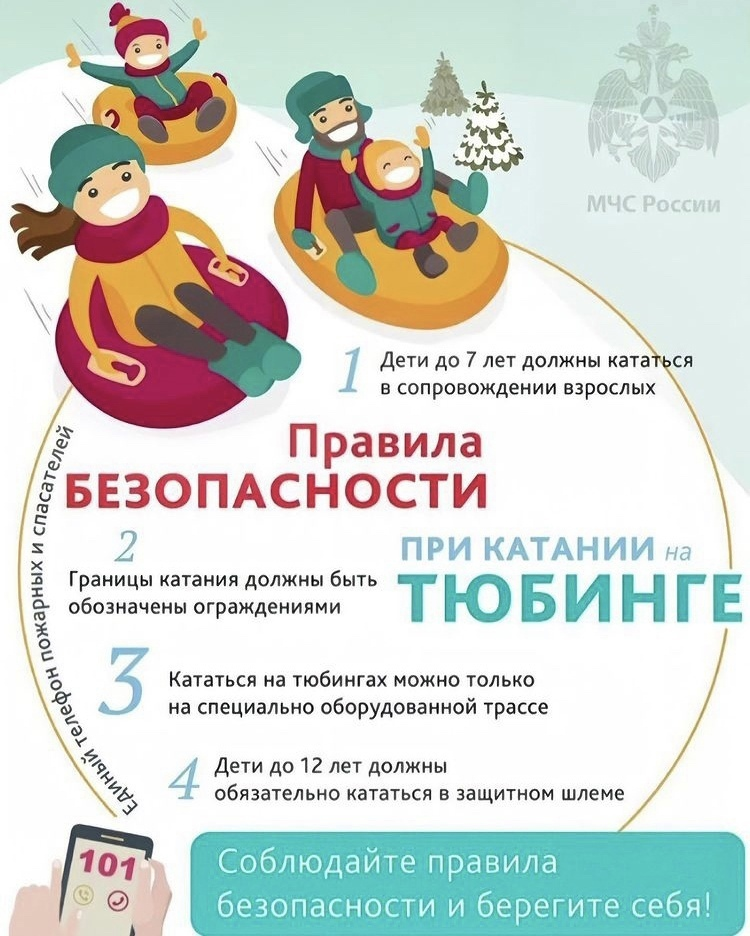 МЧС России
1 Дети до 7 лет должны кататься
в сопровождении взрослых
Правила
БЕЗОПАСНОСТИ
ПРИ КАТАНИИ на
ТЮБИНГЕ
2
Границы катания должны быть
обозначены ограждениями
3 Кататься на тюбингах можно только
на специально оборудованной трассе
4 Дети до 12 лет должны
обязательно кататься в защитном шлеме
Единый телефон пожарных и спасателей
101
Соблюдайте правила
безопасности и берегите себя!